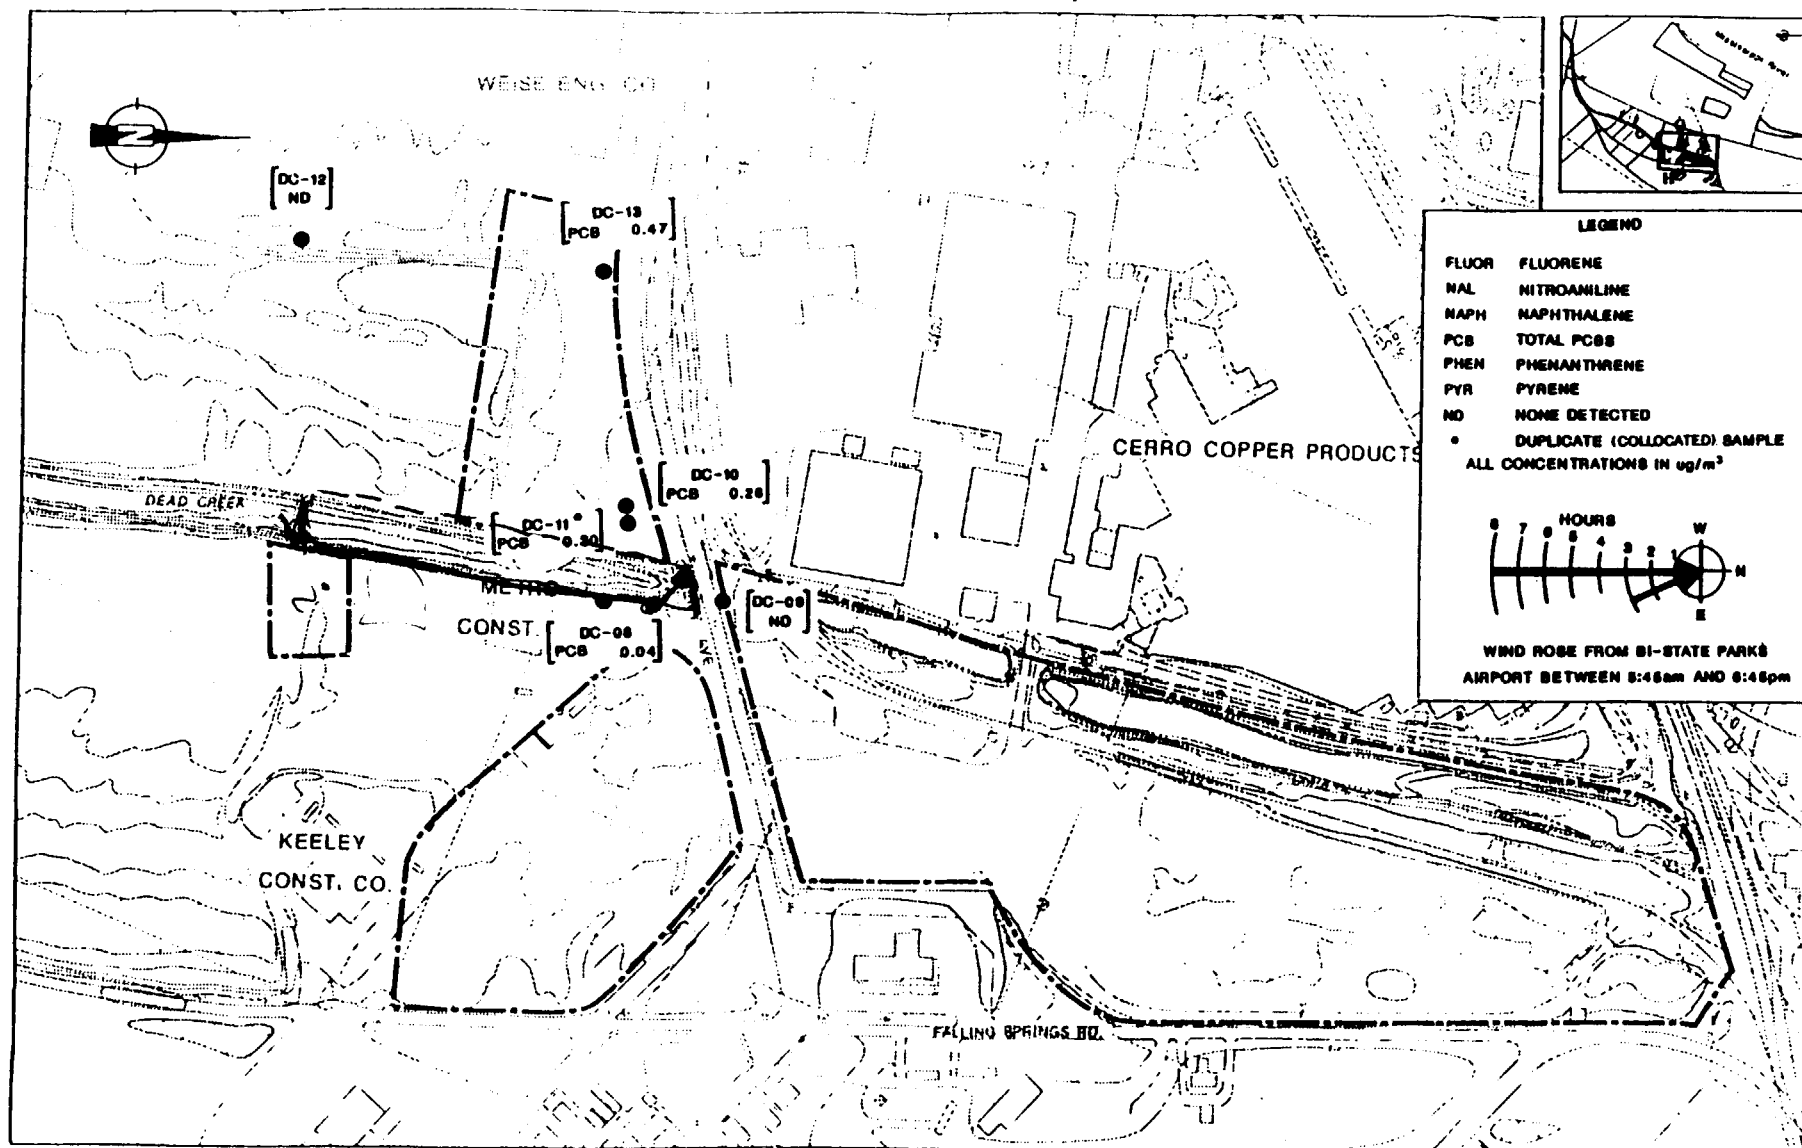 WEISE ENG. CO
N
DC-12
ND
DC-13
PCB 0.47
DC-10
PCB 0.26
DC-11*
PCB 0.30
DEAD CREEK
CONST.
DC-08
PCB 0.04
DC-09
ND
AVE
CERRO COPPER PRODUCTS
KEELEY
CONST. CO.
FALLING SPRINGS RD.
H
LEGEND
FLUOR FLUORENE
NAL NITROANILINE
NAPH NAPHTHALENE
PCB TOTAL PCBS
PHEN PHENANTHRENE
PYR PYRENE
ND NONE DETECTED
* DUPLICATE (COLLOCATED) SAMPLE
ALL CONCENTRATIONS IN ug/m³
HOURS
8 7 6 5 4 3 2 1
W
N
E
WIND ROSE FROM BI-STATE PARKS
AIRPORT BETWEEN 5:45am AND 6:45pm